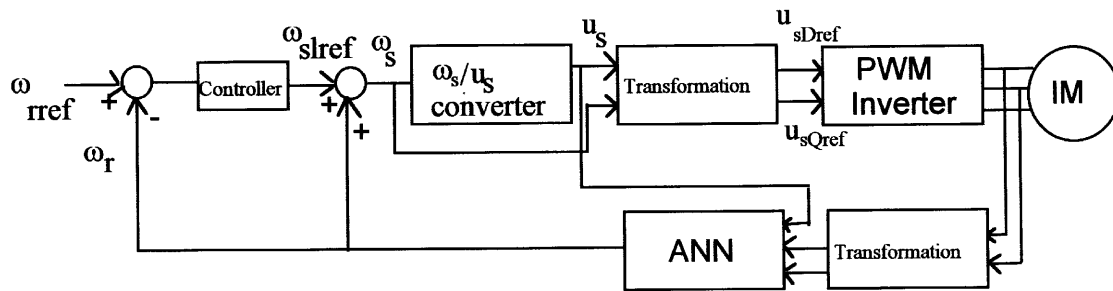 ω
rref
+
-
ω
r
Controller
ω
slref
+
+
ω
s
ω
s
/u
s
converter
u
s
Transformation
u
sDref
u
sQref
PWM
Inverter
IM
ANN
Transformation